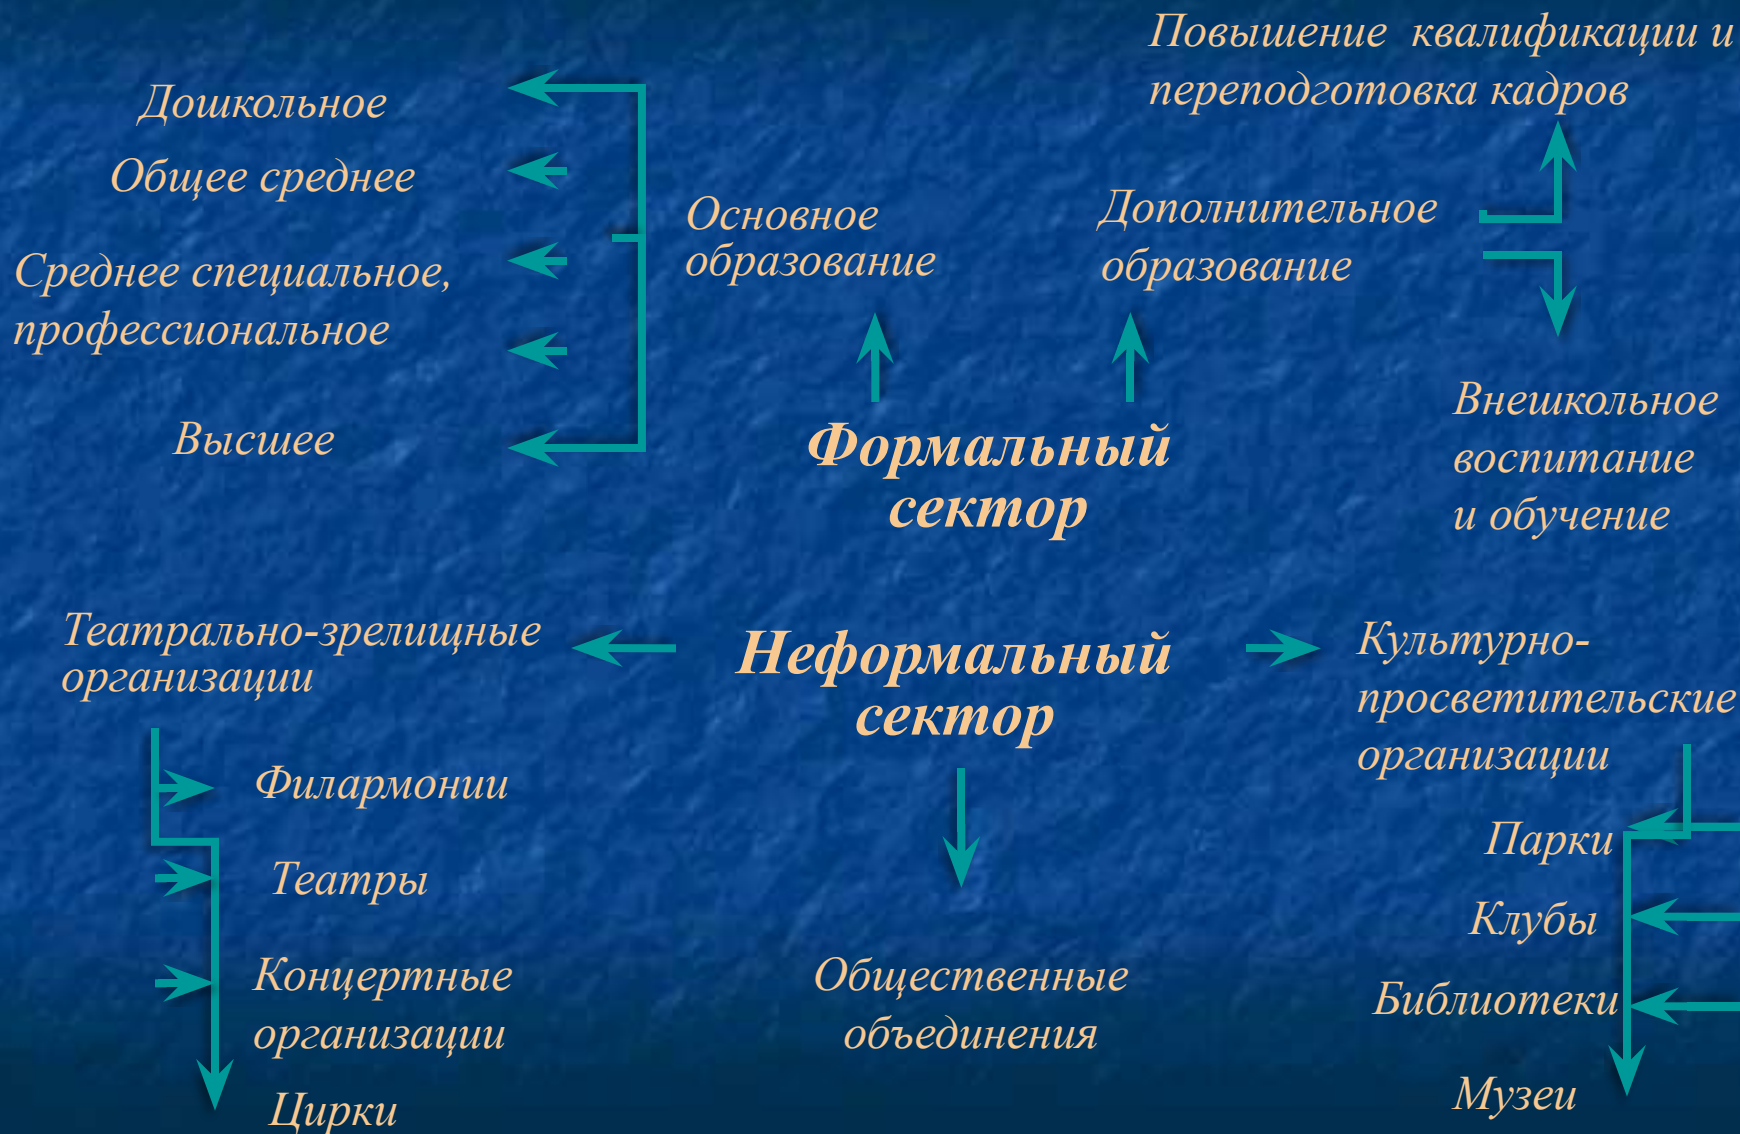 Повышение квалификации и
переподготовка кадров
Дошкольное
Общее среднее
Среднее специальное,
профессиональное
Высшее
Основное
образование
Дополнительное
образование
Внешкольное
воспитание
и обучение
Формальный
сектор
Театрально-зрелищные
организации
Неформальный
сектор
Культурно-
просветительские
организации
Филармонии
Театры
Концертные
организации
Цирки
Общественные
объединения
Парки
Клубы
Библиотеки
Музеи